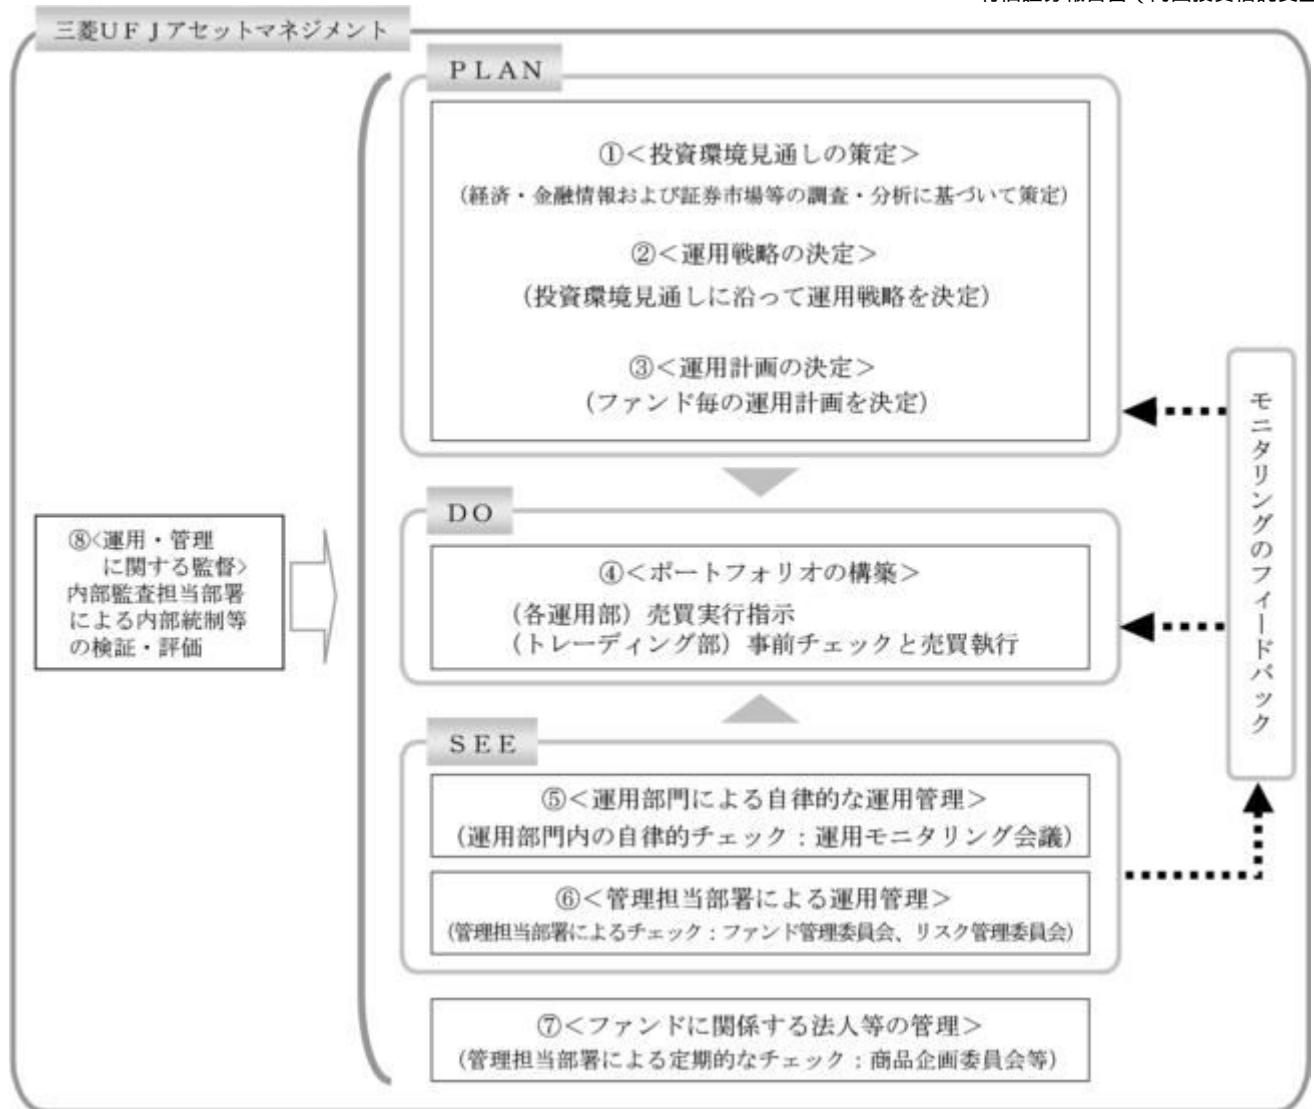 三菱UFJアセットマネジメント
PLAN
①<投資環境見通しの策定>
(経済・金融情報および証券市場等の調査・分析に基づいて策定)
②<運用戦略の決定>
(投資環境見通しに沿って運用戦略を決定)
③<運用計画の決定>
(ファンド毎の運用計画を決定)
モニタリングのフィードバック
DO
④<ポートフォリオの構築>
(各運用部)売買実行指示
(トレーディング部)事前チェックと売買執行
⑧<運用・管理
に関する監督>
内部監査担当部署
による内部統制等
の検証・評価
SEE
⑤<運用部門による自律的な運用管理>
(運用部門内の自律的チェック:運用モニタリング会議)
⑥<管理担当部署による運用管理>
(管理担当部署によるチェック:ファンド管理委員会、リスク管理委員会)
⑦<ファンドに関係する法人等の管理>
(管理担当部署による定期的なチェック:商品企画委員会等)